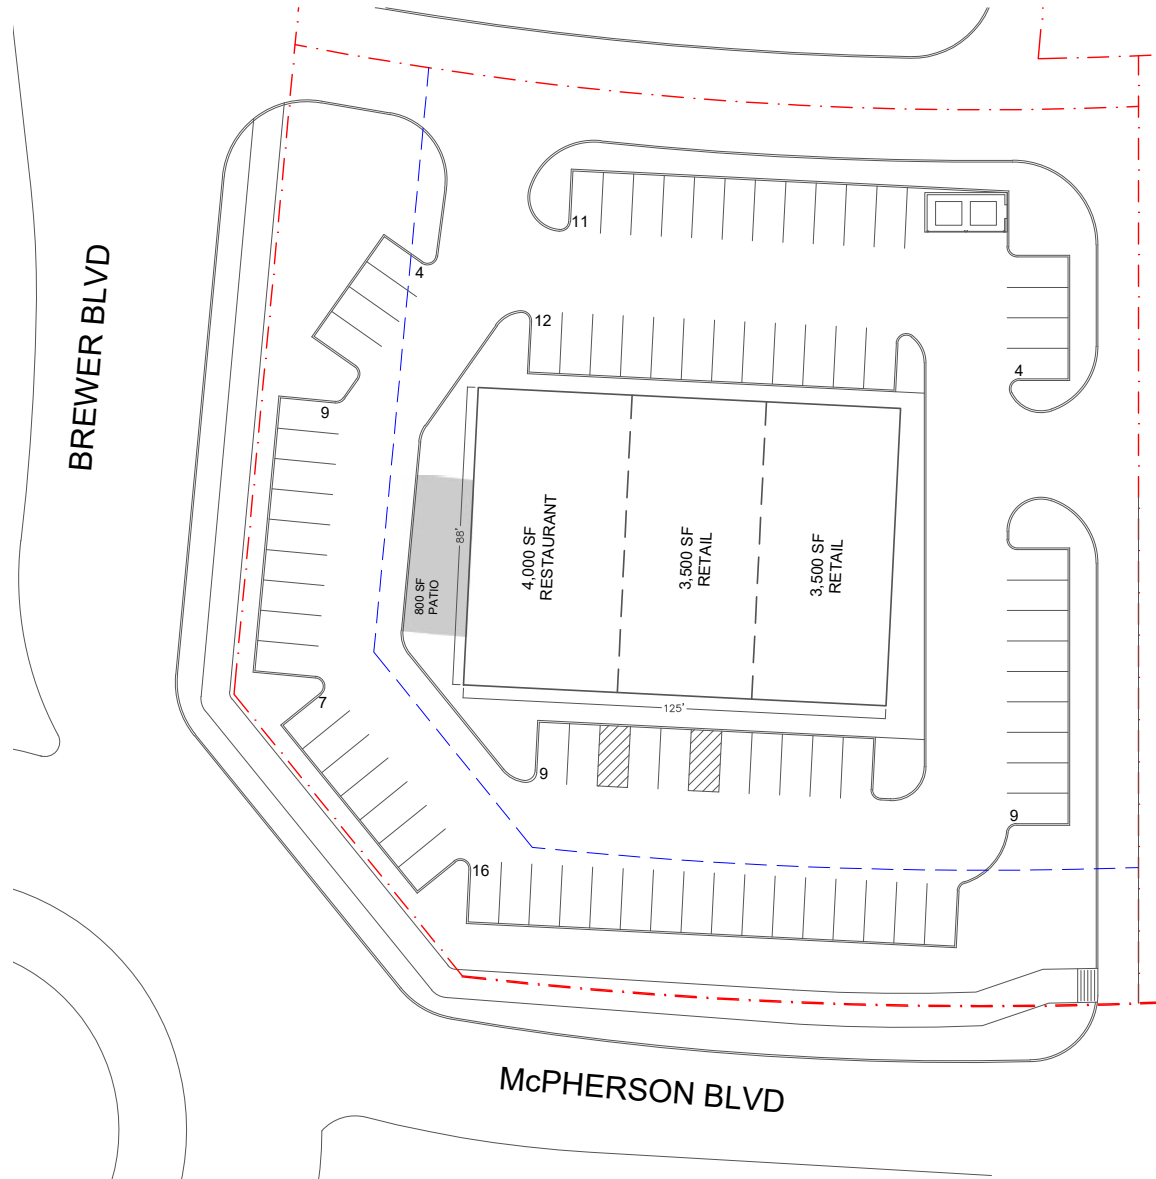 11
4
12
4
9
BREWER BLVD
88'
4,000 SF
RESTAURANT
3,500 SF
RETAIL
3,500 SF
RETAIL
800 SF
PATIO
7
125'
9
9
16
McPHERSON BLVD